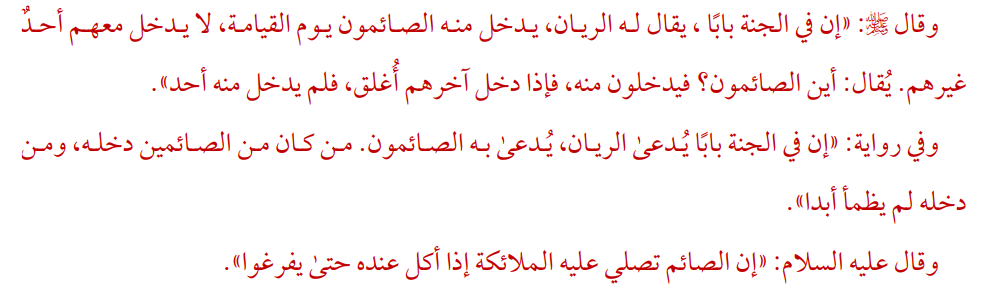 وقال ﷺ: «إن في الجنة بابًا ، يقال له الريان، يدخل منه الصائمون يوم القيامة، لا يدخل معهم أحدٌ
غيرهم. يُقال: أين الصائمون؟ فيدخلون منه، فإذا دخل آخرهم أُغلق، فلم يدخل منه أحد».
وفي رواية: «إن في الجنة بابًا يُدعىٰ الريان، يُدعىٰ به الصائمون. من كان من الصائمين دخله، ومن
دخله لم يظمأ أبدا».
وقال عليه السلام: «إن الصائم تصلي عليه الملائكة إذا أكل عنده حتىٰ يفرغوا».